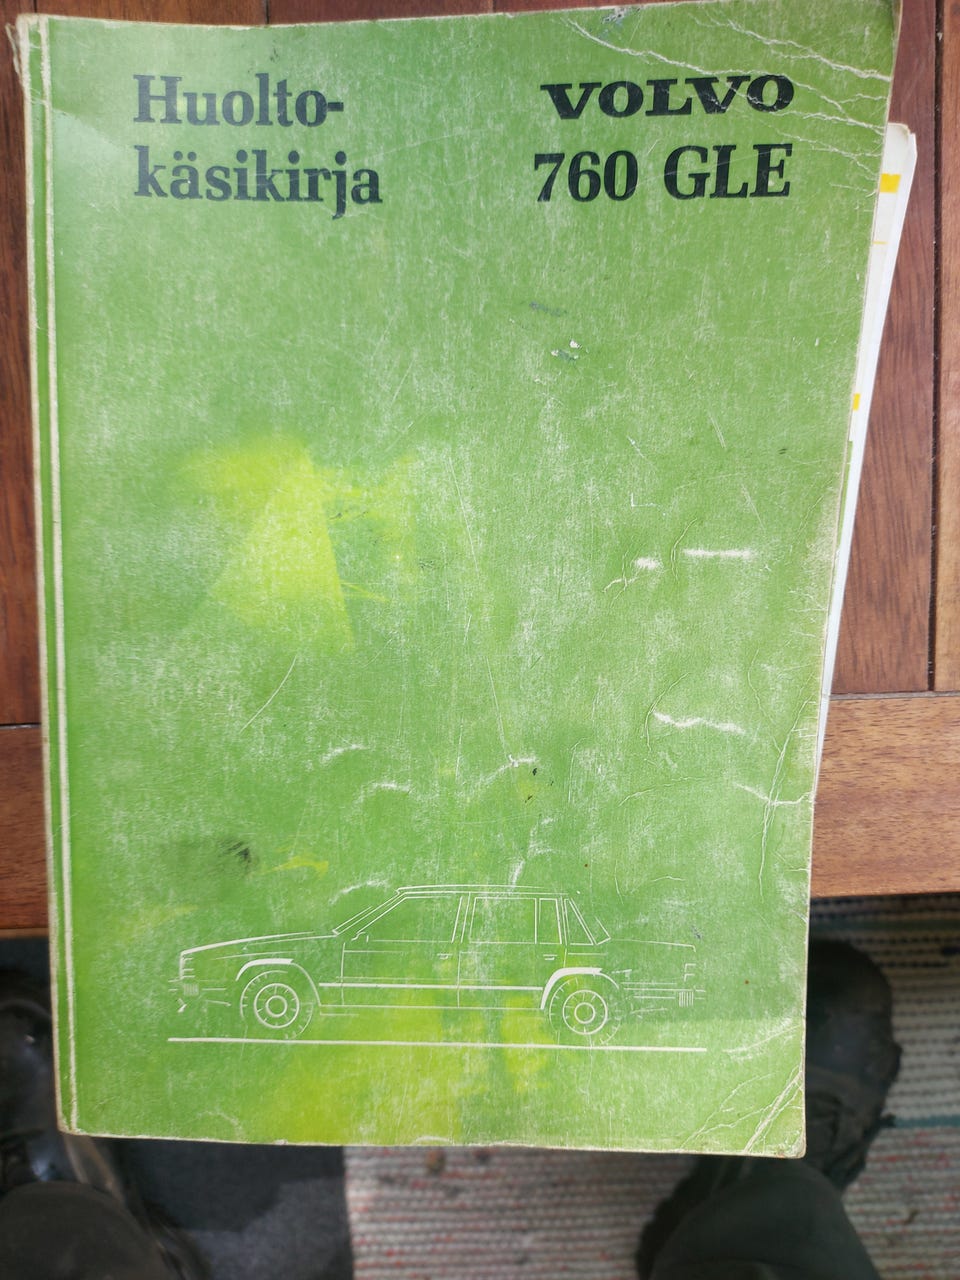 Huolto-
käsikirja
VOLVO
760 GLE